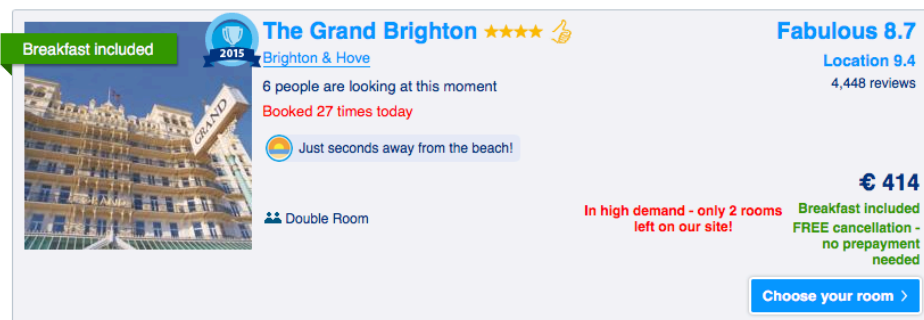 Breakfast included
2015
GRAND
The Grand Brighton
Brighton & Hove
6 people are looking at this moment
Booked 27 times today
Just seconds away from the beach!
Double Room
Fabulous 8.7
Location 9.4
4,448 reviews
€ 414
In high demand - only 2 rooms
left on our site!
Breakfast included
FREE cancellation -
no prepayment
needed
Choose your room